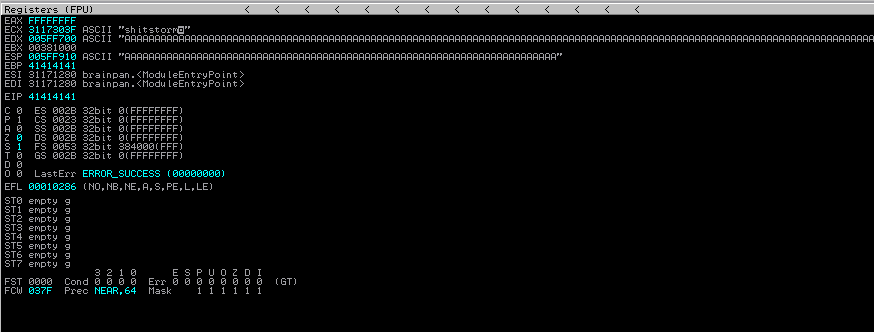 Registers (FPU) < < < < < < < < < < < <
EAX FFFFFFFF
ECX 3117303F ASCII "shitstorm"
EDX 005FF700 ASCII "AAAAAAAAAAAAAAAAAAAAAAAAAAAAAAAAAAAAAAAAAAAAAAAAAAAAAAAAAAAAAAAAAAAAAAAAAAAAAAAAAAAAAAAAAAAAAAAAAAAAAAAAAAAAAAAAAAAAAAAAA
EBX 00381000
ESP 005FF910 ASCII "AAAAAAAAAAAAAAAAAAAAAAAAAAAAAAAAAAAAAAAAAAAAAAAAAAAAAAAAAAAAAAAAAAAAAAAA"
EBP 41414141
ESI 31171280 brainpan.<ModuleEntryPoint>
EDI 31171280 brainpan.<ModuleEntryPoint>
EIP 41414141
C 0 ES 002B 32bit 0(FFFFFFFF)
P 1 CS 0023 32bit 0(FFFFFFFF)
A 0 SS 002B 32bit 0(FFFFFFFF)
Z 0 DS 002B 32bit 0(FFFFFFFF)
S 1 FS 0053 32bit 384000(FFF)
T 0 GS 002B 32bit 0(FFFFFFFF)
D 0
O 0 LastErr ERROR_SUCCESS (00000000)
EFL 00010286 (NO,NB,NE,A,S,PE,L,LE)
ST0 empty g
ST1 empty g
ST2 empty g
ST3 empty g
ST4 empty g
ST5 empty g
ST6 empty g
ST7 empty g
3 2 1 0 E S P U O Z D I
FST 0000 Cond 0 0 0 0 Err 0 0 0 0 0 0 0 0 (GT)
FCW 037F Prec NEAR,64 Mask 1 1 1 1 1 1